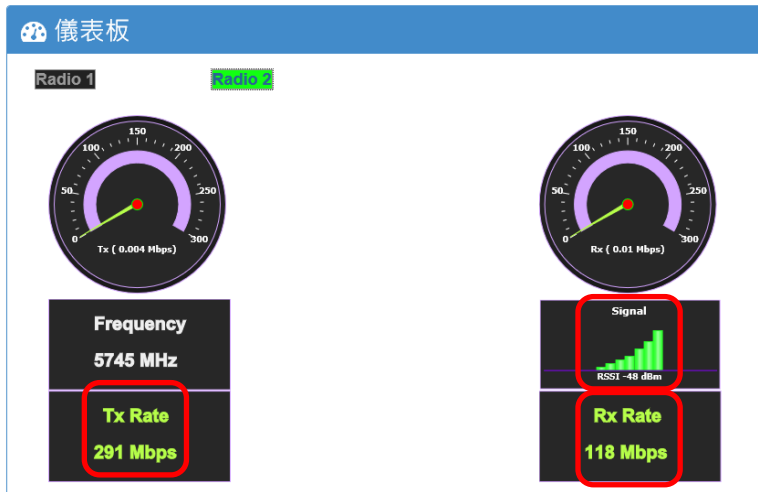 儀表板
Radio 1
Radio 2
150
100
200
50
250
0
300
Tx ( 0.004 Mbps)
150
100
200
50
250
0
300
Rx ( 0.01 Mbps)
Frequency
5745 MHz
Signal
RSSI -48 dBm
Tx Rate
291 Mbps
Rx Rate
118 Mbps